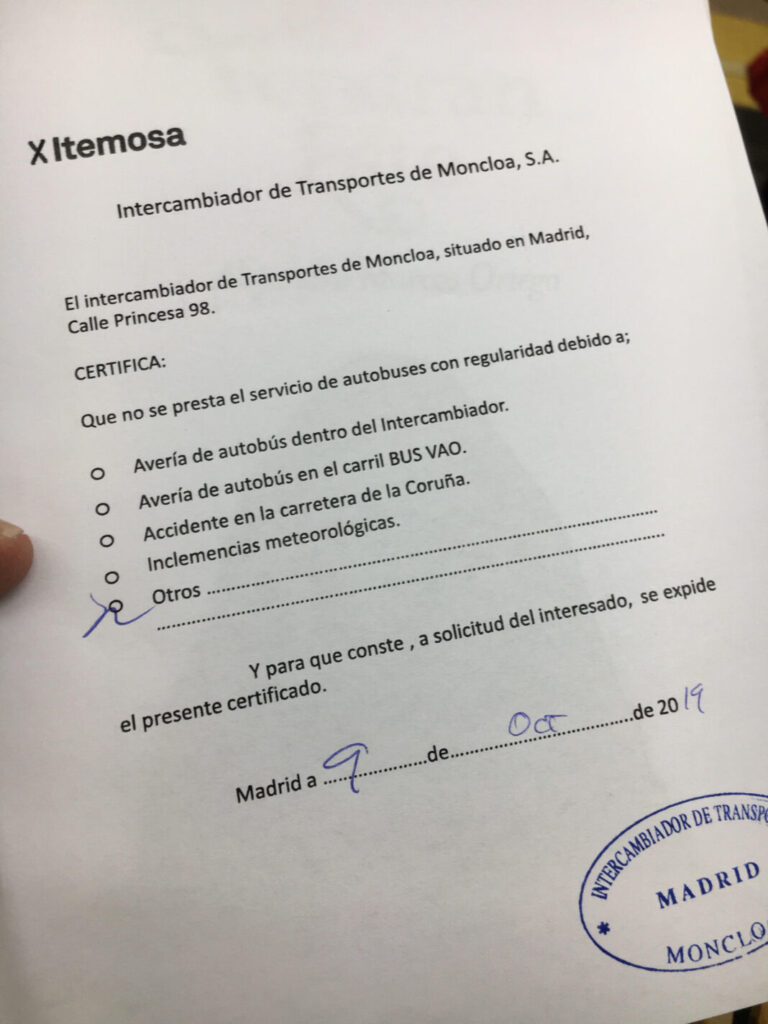 X Itemosa
Intercambiador de Transportes de Moncloa, S.A.
El intercambiador de Transportes de Moncloa, situado en Madrid,
Calle Princesa 98.
CERTIFICA:
Que no se presta el servicio de autobuses con regularidad debido a;
Avería de autobús dentro del Intercambiador.
Avería de autobús en el carril BUS VAO.
Accidente en la carretera de la Coruña.
Inclemencias meteorológicas.
Otros
Y para que conste , a solicitud del interesado, se expide
el presente certificado.
Madrid a 9 de Oct de 2019
INTERCAMBIADOR DE TRANSPO
MADRID
MONCLO